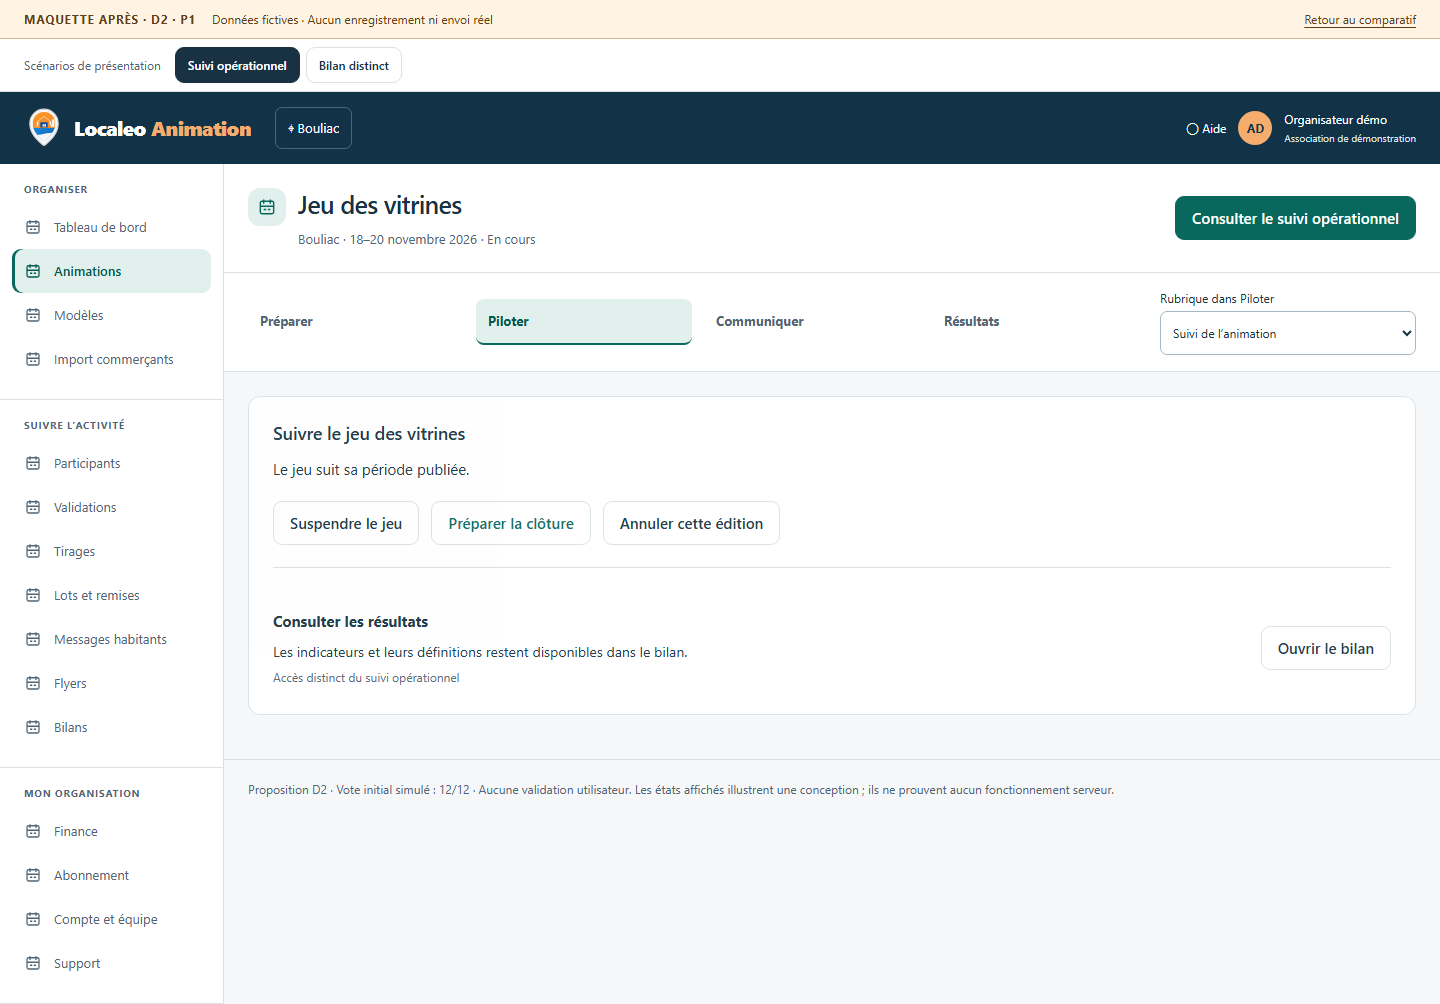 MAQUETTE APRÈS · D2 · P1 Données fictives · Aucun enregistrement ni envoi réel Retour au comparatif
Scénarios de présentation Suivi opérationnel Bilan distinct
Localeo Animation Bouliac Aide AD Organisateur démo
Association de démonstration
ORGANISER
Tableau de bord
Animations
Modèles
Import commerçants
SUIVRE L’ACTIVITÉ
Participants
Validations
Tirages
Lots et remises
Messages habitants
Flyers
Bilans
MON ORGANISATION
Finance
Abonnement
Compte et équipe
Support
Jeu des vitrines
Bouliac · 18–20 novembre 2026 · En cours
Consulter le suivi opérationnel
Préparer Piloter Communiquer Résultats
Rubrique dans Piloter
Suivi de l’animation
Suivre le jeu des vitrines
Le jeu suit sa période publiée.
Suspendre le jeu Préparer la clôture Annuler cette édition
Consulter les résultats
Les indicateurs et leurs définitions restent disponibles dans le bilan.
Accès distinct du suivi opérationnel
Ouvrir le bilan
Proposition D2 · Vote initial simulé : 12/12 · Aucune validation utilisateur. Les états affichés illustrent une conception ; ils ne prouvent aucun fonctionnement serveur.